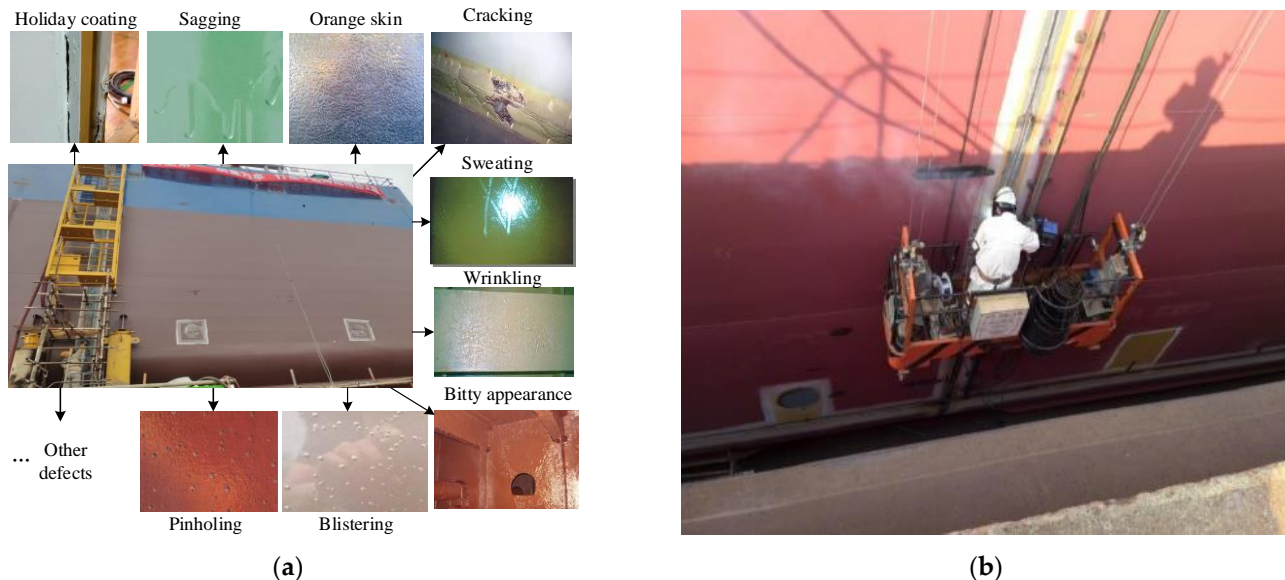 Holiday coating
Sagging
Orange skin
Cracking
Sweating
Wrinkling
Bitty appearance
... Other
defects
Pinholing
Blistering
(a)
(b)